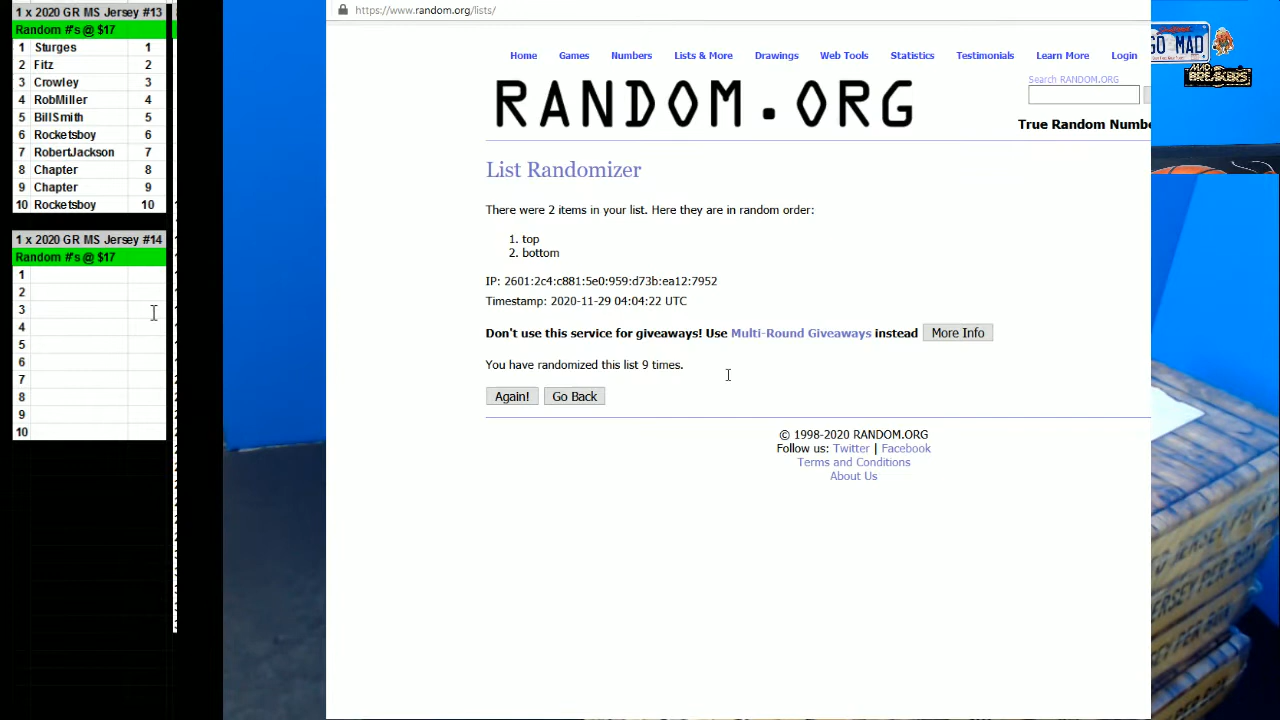 1 x 2020 GR MS Jersey #13
Random #'s @ $17
1 Sturges 1
2 Fitz 2
3 Crowley 3
4 RobMiller 4
5 BillSmith 5
6 Rocketsboy 6
7 RobertJackson 7
8 Chapter 8
9 Chapter 9
10 Rocketsboy 10
1 x 2020 GR MS Jersey #14
Random #'s @ $17
1
2
3
4
5
6
7
8
9
10
https://www.random.org/lists/
Home Games Numbers Lists & More Drawings Web Tools Statistics Testimonials Learn More Login
RANDOM.ORG
Search RANDOM.ORG
True Random Numbe
List Randomizer
There were 2 items in your list. Here they are in random order:
1. top
2. bottom
IP: 2601:2c4:c881:5e0:959:d73b:ea12:7952
Timestamp: 2020-11-29 04:04:22 UTC
Don't use this service for giveaways! Use Multi-Round Giveaways instead More Info
You have randomized this list 9 times.
Again! Go Back
© 1998-2020 RANDOM.ORG
Follow us: Twitter | Facebook
Terms and Conditions
About Us
GO MAD
MAD
BREAKERS
JERSEY PER BOX